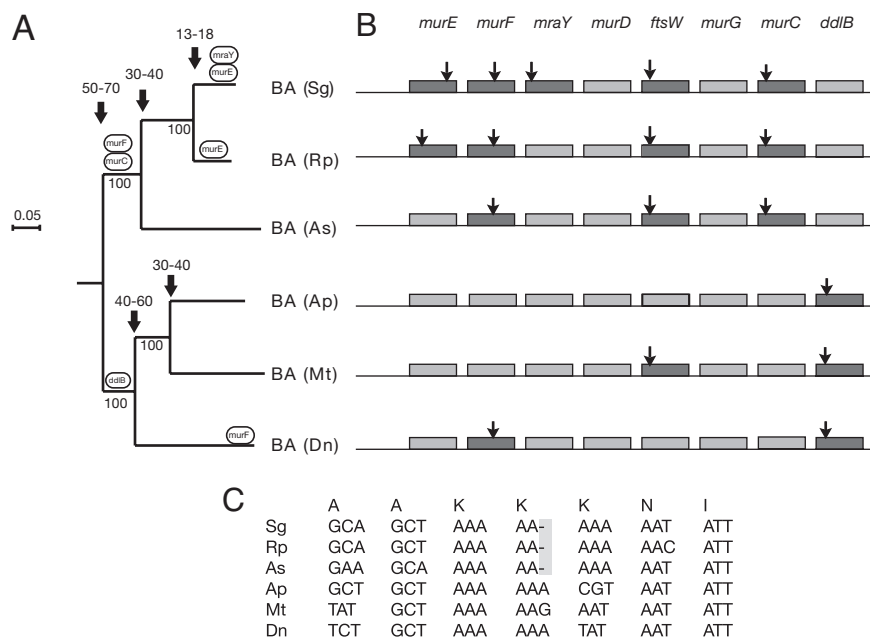 A
B
murE murF mraY murD ftsW murG murC ddlB
13-18
mraY
murE
50-70
30-40
BA (Sg)
murF
murC
100
murE
100
BA (Rp)
0.05
BA (As)
30-40
40-60
BA (Ap)
100
BA (Mt)
ddlB
100
murF
BA (Dn)
C
A A K K K N I
Sg GCA GCT AAA AA- AAA AAT ATT
Rp GCA GCT AAA AA- AAA AAC ATT
As GAA GCA AAA AA- AAA AAT ATT
Ap GCT GCT AAA AAA CGT AAT ATT
Mt TAT GCT AAA AAG AAT AAT ATT
Dn TCT GCT AAA AAA TAT AAT ATT